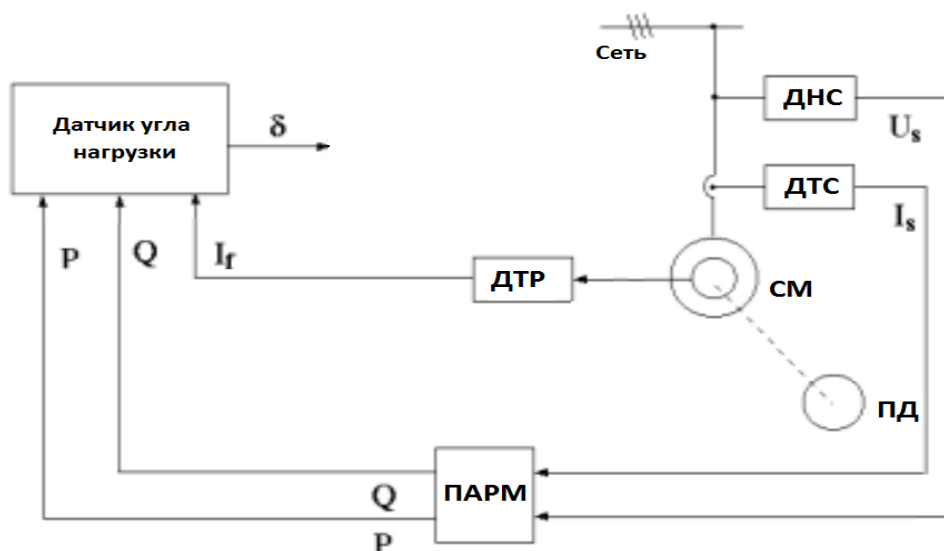 Сеть
ДНС
Датчик угла
нагрузки
δ
Us
ДТС
P
Q
If
Is
ДТР
СМ
ПД
ПАРМ
Q
P